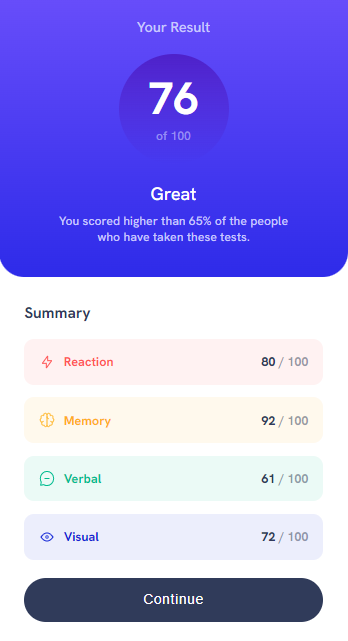 Your Result
76
of 100
Great
You scored higher than 65% of the people
who have taken these tests.
Summary
Reaction 80 / 100
Memory 92 / 100
Verbal 61 / 100
Visual 72 / 100
Continue